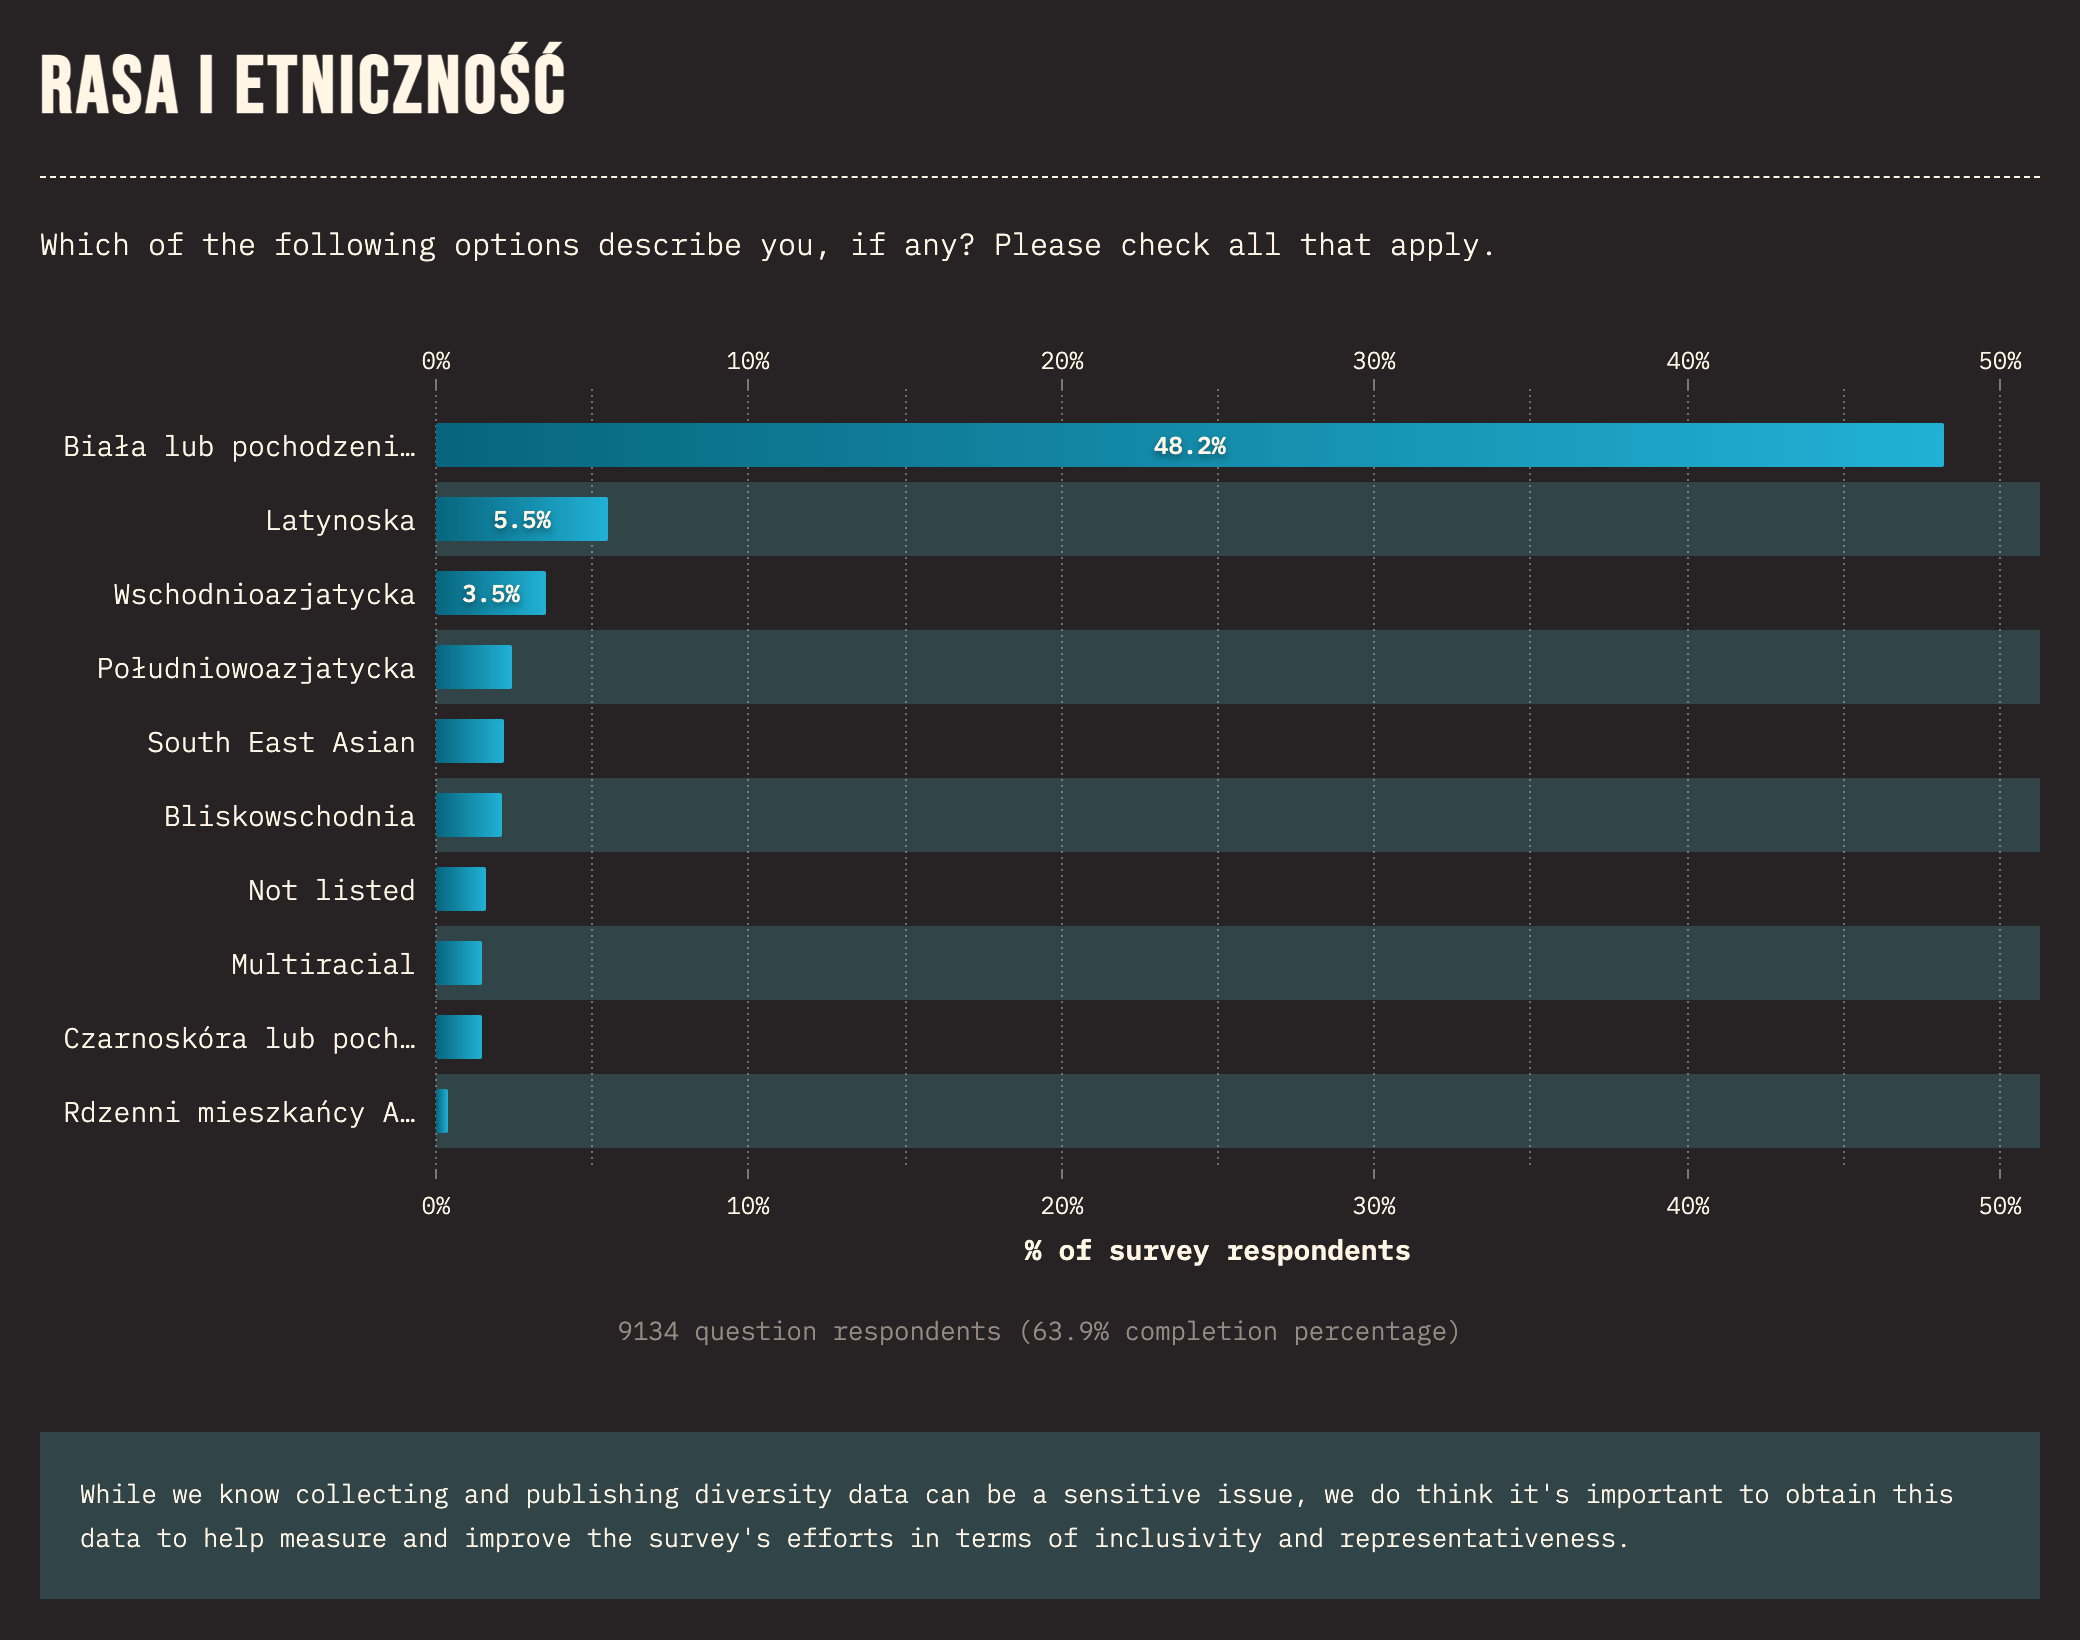 RASA I ETNICZNOŚĆ
Which of the following options describe you, if any? Please check all that apply.
0% 10% 20% 30% 40% 50%
Biała lub pochodzeni… 48.2%
Latynoska 5.5%
Wschodnioazjatycka 3.5%
Południowoazjatycka
South East Asian
Bliskowschodnia
Not listed
Multiracial
Czarnoskóra lub poch…
Rdzenni mieszkańcy A…
0% 10% 20% 30% 40% 50%
% of survey respondents
9134 question respondents (63.9% completion percentage)
While we know collecting and publishing diversity data can be a sensitive issue, we do think it's important to obtain this
data to help measure and improve the survey's efforts in terms of inclusivity and representativeness.